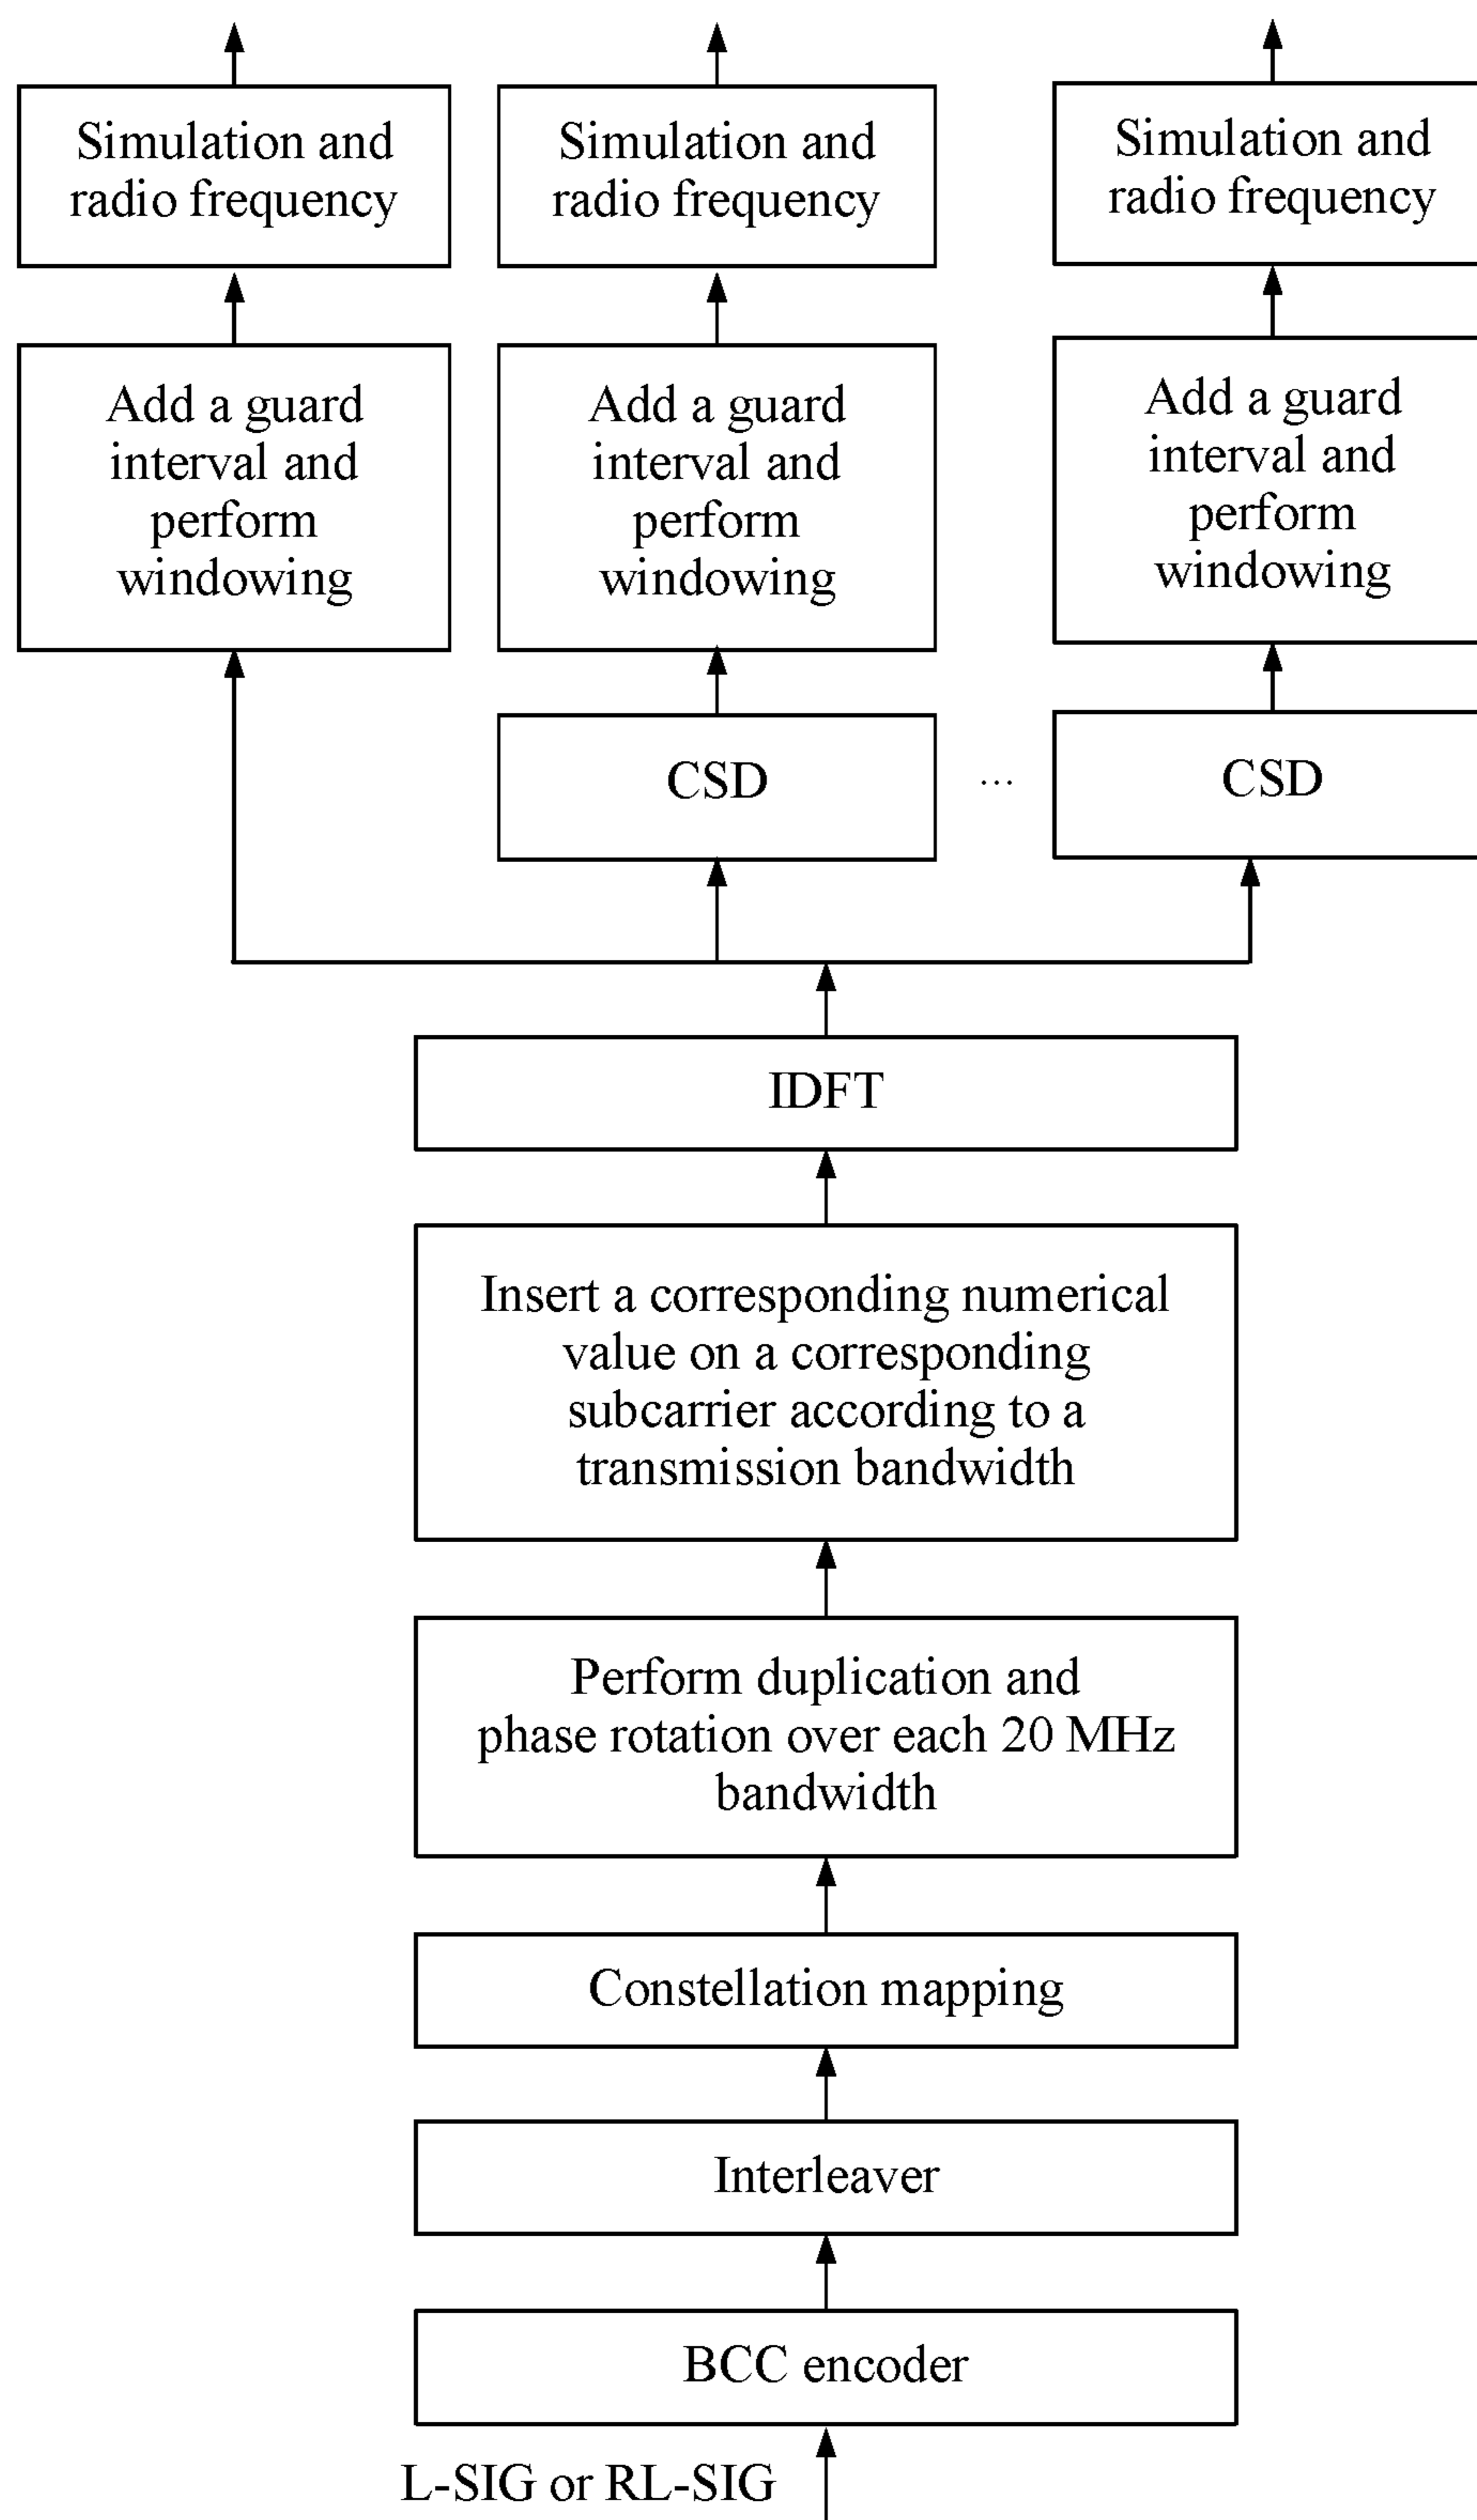 Simulation and
radio frequency
Simulation and
radio frequency
Simulation and
radio frequency
Add a guard
interval and
perform
windowing
Add a guard
interval and
perform
windowing
Add a guard
interval and
perform
windowing
CSD
...
CSD
IDFT
Insert a corresponding numerical
value on a corresponding
subcarrier according to a
transmission bandwidth
Perform duplication and
phase rotation over each 20 MHz
bandwidth
Constellation mapping
Interleaver
BCC encoder
L-SIG or RL-SIG